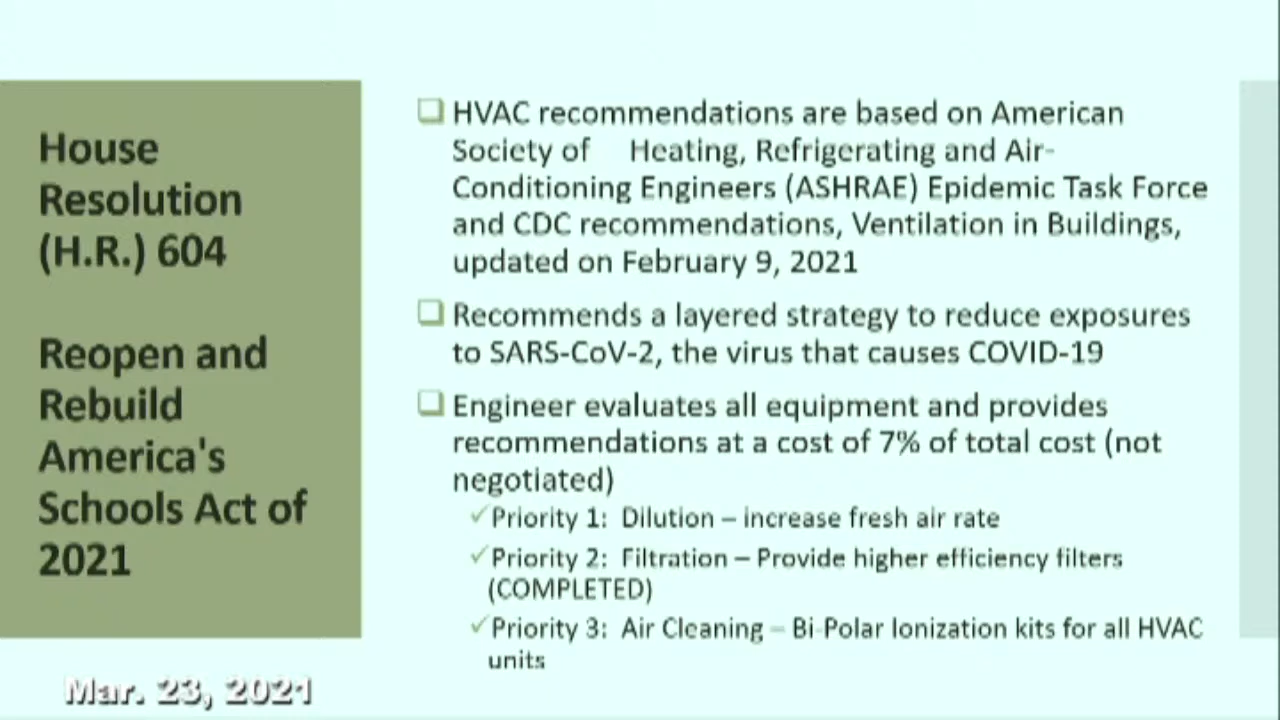 House
Resolution
(H.R.) 604
Reopen and
Rebuild
America's
Schools Act of
2021
HVAC recommendations are based on American
Society of Heating, Refrigerating and Air-
Conditioning Engineers (ASHRAE) Epidemic Task Force
and CDC recommendations, Ventilation in Buildings,
updated on February 9, 2021
Recommends a layered strategy to reduce exposures
to SARS-CoV-2, the virus that causes COVID-19
Engineer evaluates all equipment and provides
recommendations at a cost of 7% of total cost (not
negotiated)
Priority 1: Dilution – increase fresh air rate
Priority 2: Filtration – Provide higher efficiency filters
(COMPLETED)
Priority 3: Air Cleaning – Bi-Polar Ionization kits for all HVAC
units
Mar. 23, 2021